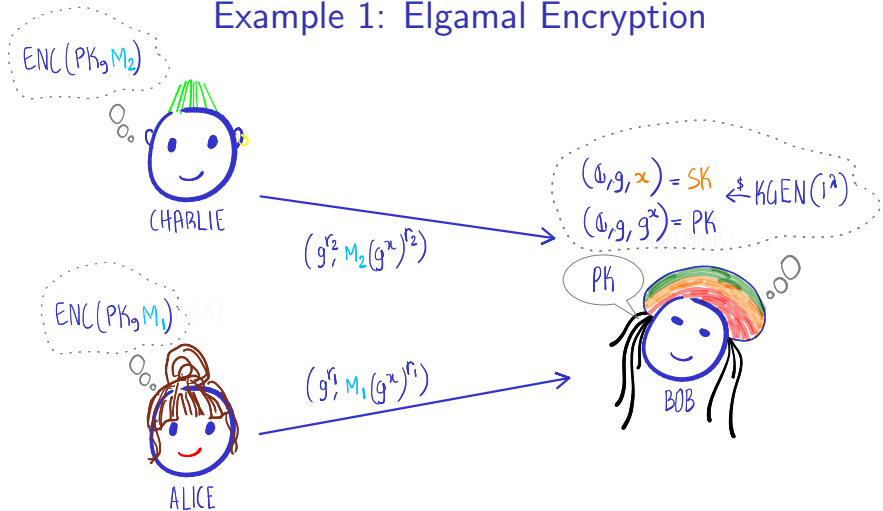 Example 1: Elgamal Encryption
ENC(PK, M₂)
CHARLIE
(g^r₂, M₂(g^x)^r₂)
(𝔾, g, x) = SK
(𝔾, g, g^x) = PK
←$ KGEN(1^λ)
PK
BOB
ENC(PK, M₁)
ALICE
(g^r₁, M₁(g^x)^r₁)